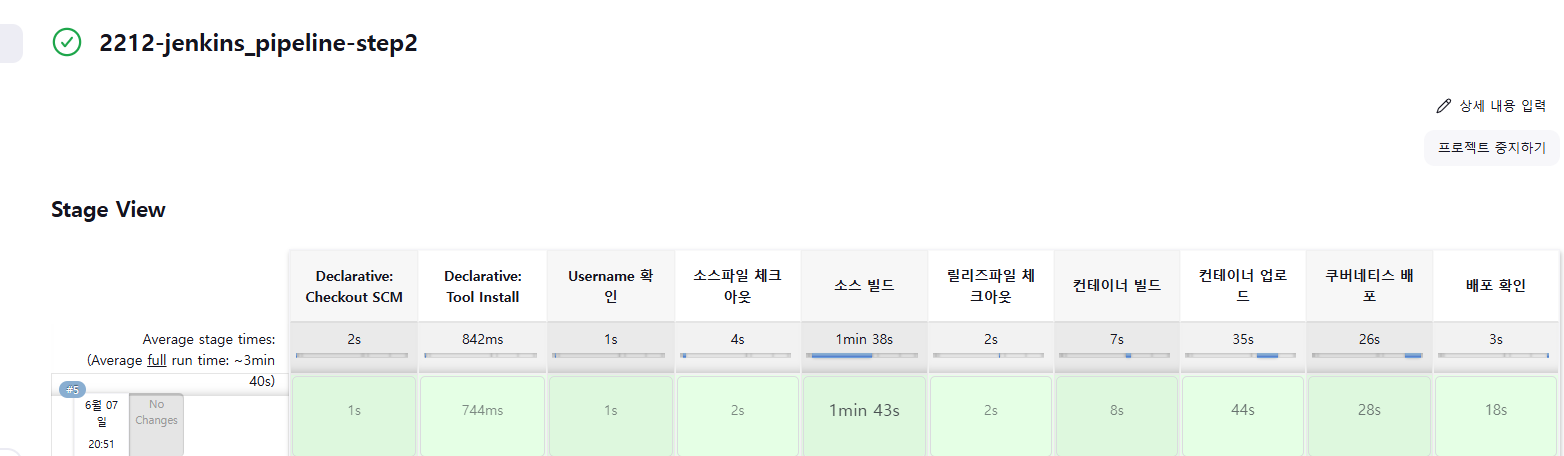 2212-jenkins_pipeline-step2
상세 내용 입력
프로젝트 중지하기
Stage View
Declarative:
Checkout SCM
Declarative:
Tool Install
Username 확
인
소스파일 체크
아웃
소스 빌드
릴리즈파일 체
크아웃
컨테이너 빌드
컨테이너 업로
드
쿠버네티스 배
포
배포 확인
Average stage times:
(Average full run time: ~3min
40s)
2s
842ms
1s
4s
1min 38s
2s
7s
35s
26s
3s
#5
6월 07
일
20:51
No
Changes
1s
744ms
1s
2s
1min 43s
2s
8s
44s
28s
18s